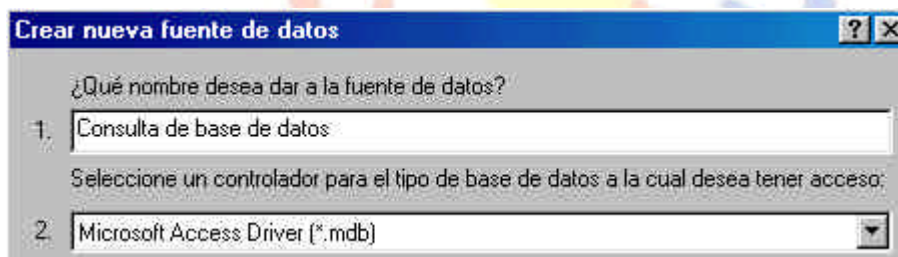 Crear nueva fuente de datos
¿Qué nombre desea dar a la fuente de datos?
1. Consulta de base de datos
Seleccione un controlador para el tipo de base de datos a la cual desea tener acceso:
2. Microsoft Access Driver (*.mdb)